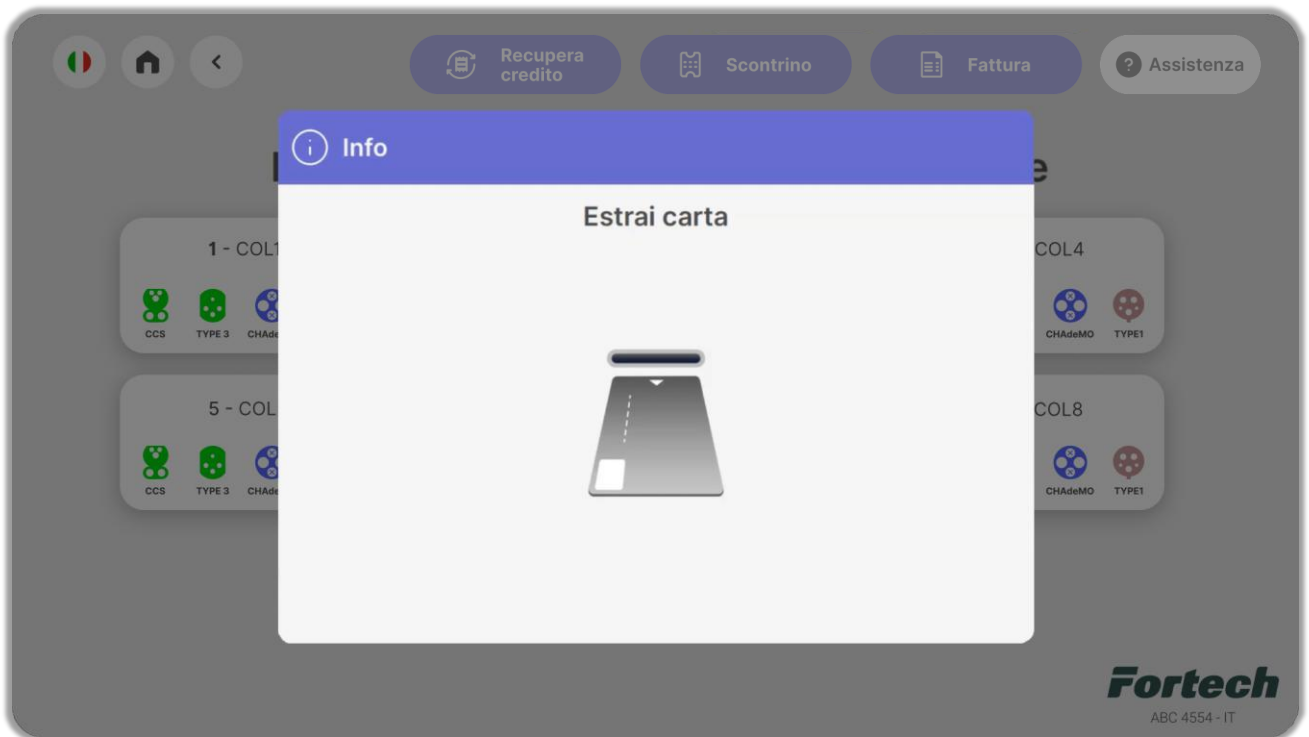 Recupera
credito
Scontrino
Fattura
? Assistenza
i Info
Estrai carta
1 - COL1
COL4
CCS
TYPE 3
CHAdeMO
TYPE1
5 - COL
COL8
CCS
TYPE 3
CHAdeMO
TYPE1
Fortech
ABC 4554 - IT